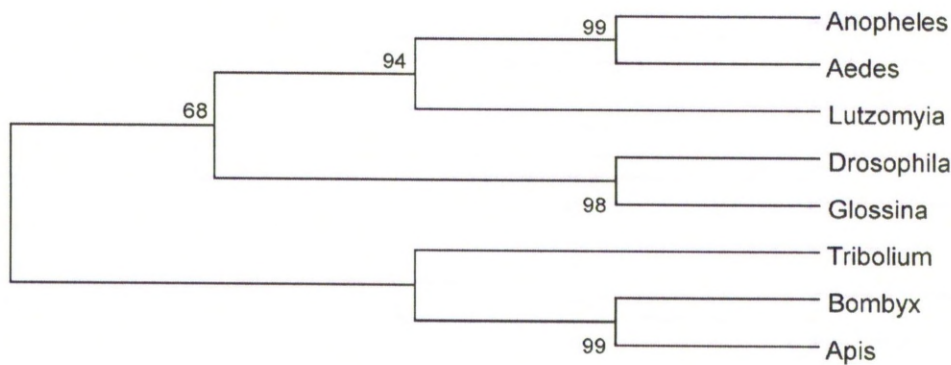 Anopheles
99
Aedes
94
Lutzomyia
68
Drosophila
98
Glossina
Tribolium
Bombyx
99
Apis